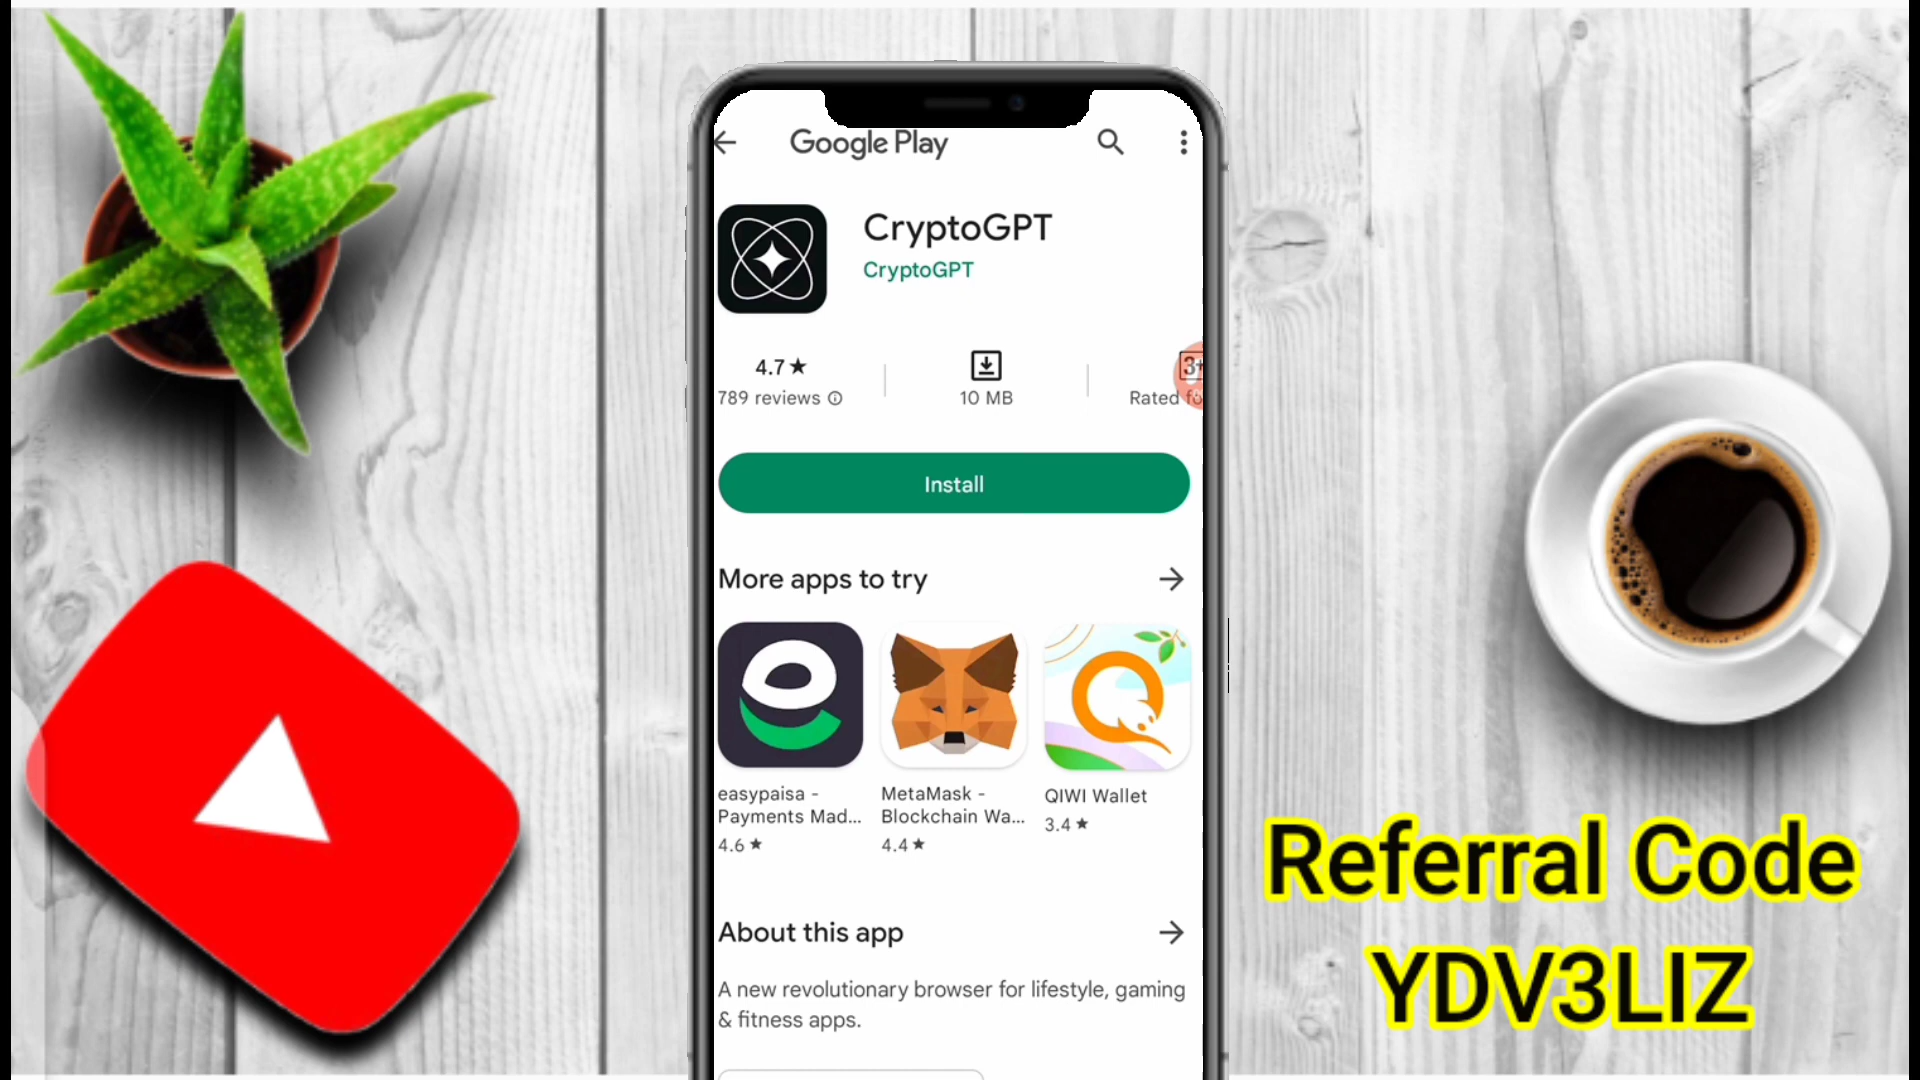 Google Play
CryptoGPT
CryptoGPT
4.7★
789 reviews
10 MB
3+
Rated
Install
More apps to try
easypaisa -
Payments Mad...
4.6★
MetaMask -
Blockchain Wa...
4.4★
QIWI Wallet
3.4★
About this app
A new revolutionary browser for lifestyle, gaming
& fitness apps.
Referral Code
YDV3LIZ